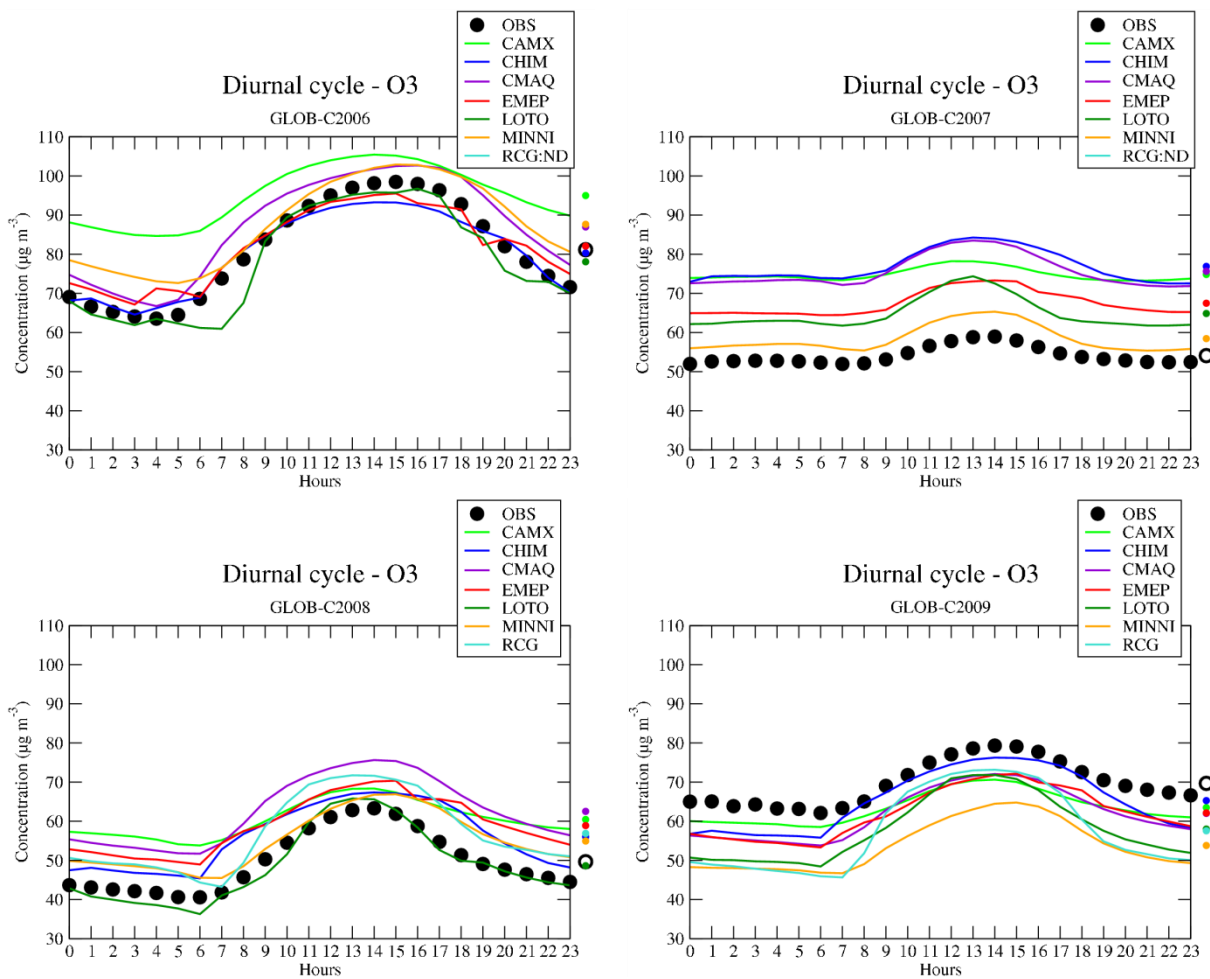 OBS
CAMX
CHIM
CMAQ
EMEP
LOTO
MINNI
RCG:ND
Diurnal cycle - O3
GLOB-C2006
Concentration (µg m⁻³)
110
100
90
80
70
60
50
40
30
0 1 2 3 4 5 6 7 8 9 10 11 12 13 14 15 16 17 18 19 20 21 22 23
Hours
OBS
CAMX
CHIM
CMAQ
EMEP
LOTO
MINNI
RCG:ND
Diurnal cycle - O3
GLOB-C2007
Concentration (µg m⁻³)
110
100
90
80
70
60
50
40
30
0 1 2 3 4 5 6 7 8 9 10 11 12 13 14 15 16 17 18 19 20 21 22 23
Hours
OBS
CAMX
CHIM
CMAQ
EMEP
LOTO
MINNI
RCG
Diurnal cycle - O3
GLOB-C2008
Concentration (µg m⁻³)
110
100
90
80
70
60
50
40
30
0 1 2 3 4 5 6 7 8 9 10 11 12 13 14 15 16 17 18 19 20 21 22 23
Hours
OBS
CAMX
CHIM
CMAQ
EMEP
LOTO
MINNI
RCG
Diurnal cycle - O3
GLOB-C2009
Concentration (µg m⁻³)
110
100
90
80
70
60
50
40
30
0 1 2 3 4 5 6 7 8 9 10 11 12 13 14 15 16 17 18 19 20 21 22 23
Hours